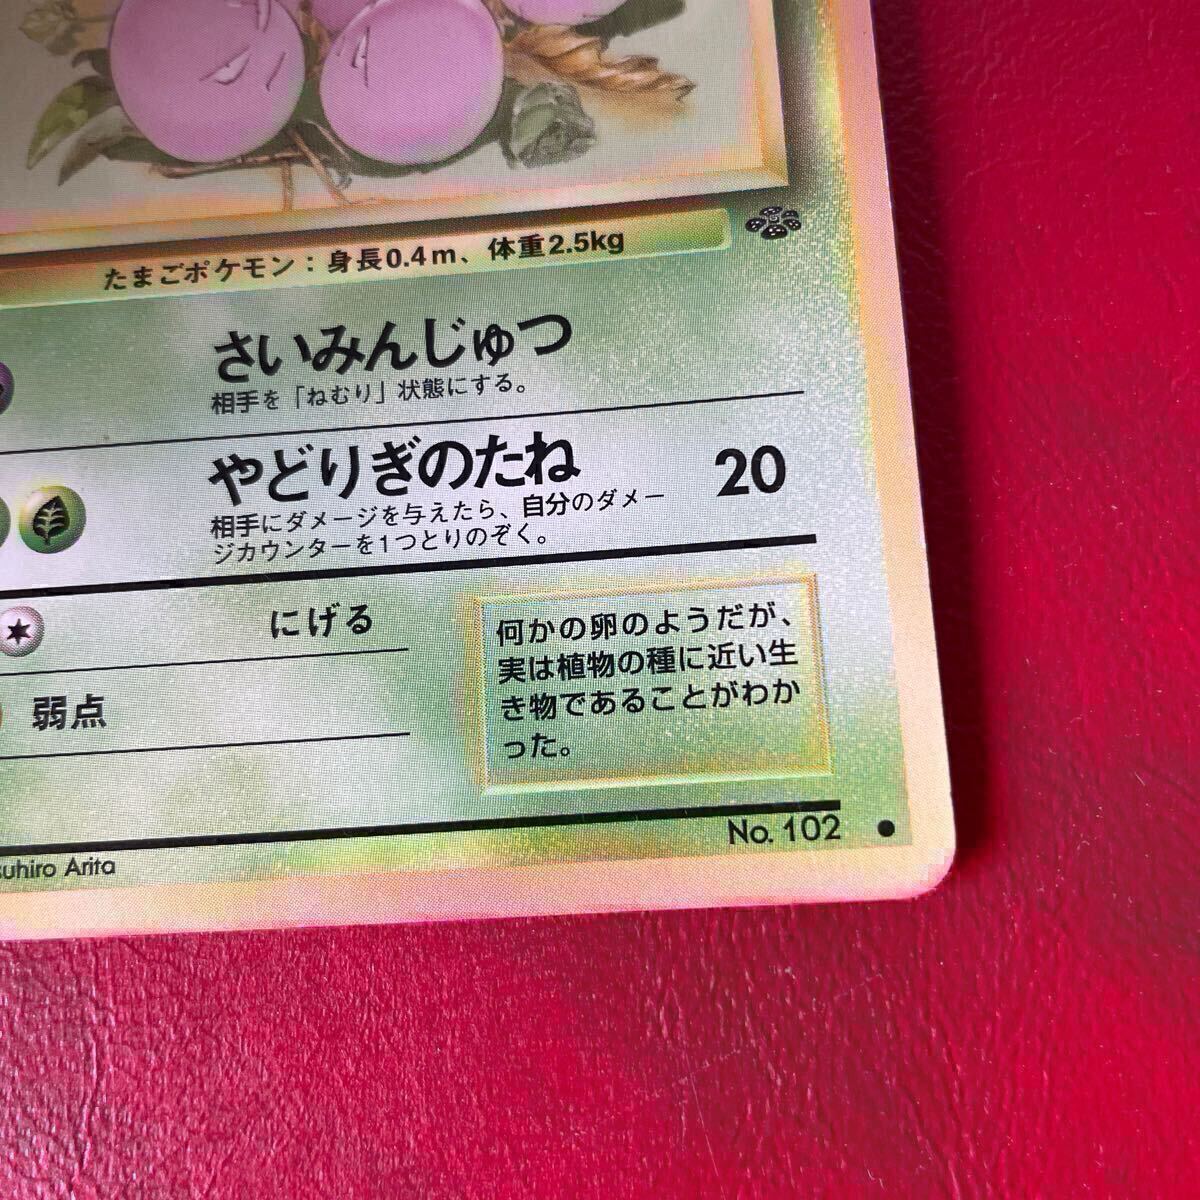 たまごポケモン：身長0.4m、体重2.5kg
さいみんじゅつ
相手を「ねむり」状態にする。
やどりぎのたね 20
相手にダメージを与えたら、自分のダメー
ジカウンターを1つとりのぞく。
にげる
弱点
何かの卵のようだが、
実は植物の種に近い生
き物であることがわか
った。
No. 102
suhiro Arita